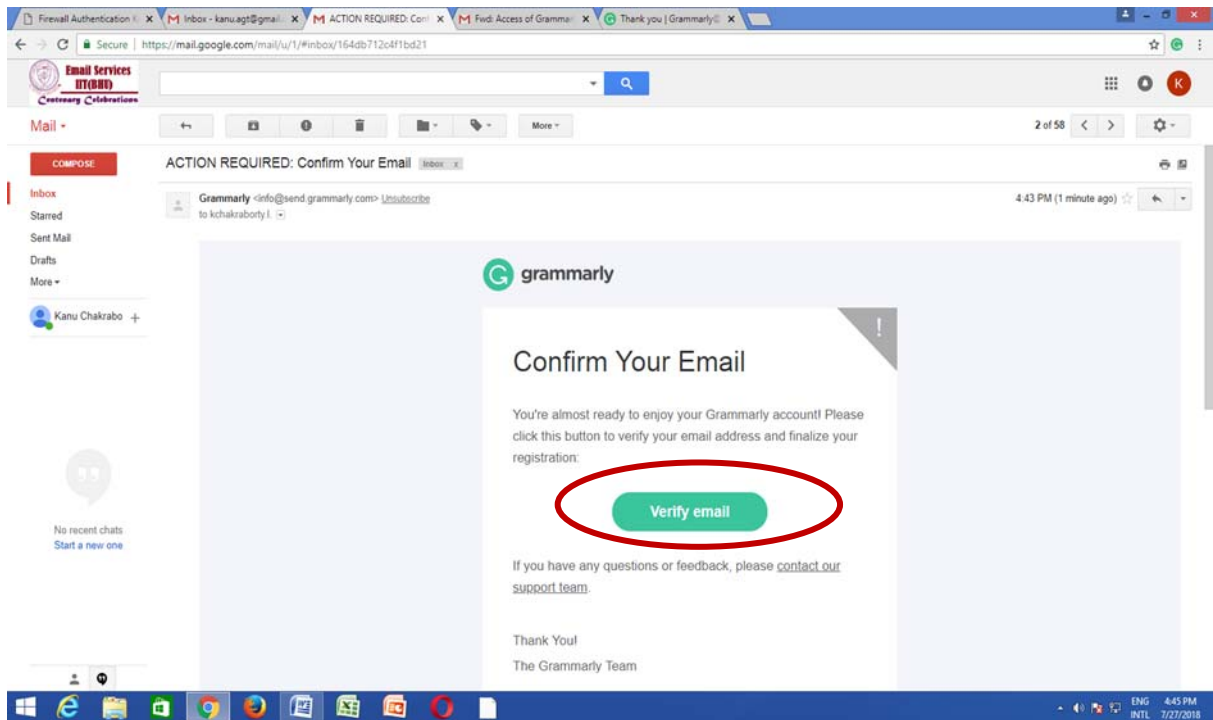 Firewall Authentication
Inbox - kanu.agt@gmail.
ACTION REQUIRED: Con
Fwd: Access of Grammar
Thank you | Grammarly®
Secure
https://mail.google.com/mail/u/1/#inbox/164db712c4f1bd21
Email Services
IIT(BHU)
Centenary Celebrations
K
Mail
More
2 of 58
COMPOSE
ACTION REQUIRED: Confirm Your Email
Inbox x
Inbox
Starred
Sent Mail
Drafts
More
Grammarly <info@send.grammarly.com> Unsubscribe
to kchakraborty.l.
4:43 PM (1 minute ago)
Kanu Chakrabo +
grammarly
!
Confirm Your Email
You're almost ready to enjoy your Grammarly account! Please
click this button to verify your email address and finalize your
registration:
Verify email
If you have any questions or feedback, please contact our
support team.
Thank You!
The Grammarly Team
No recent chats
Start a new one
ENG 4:45 PM
INTL 7/27/2018